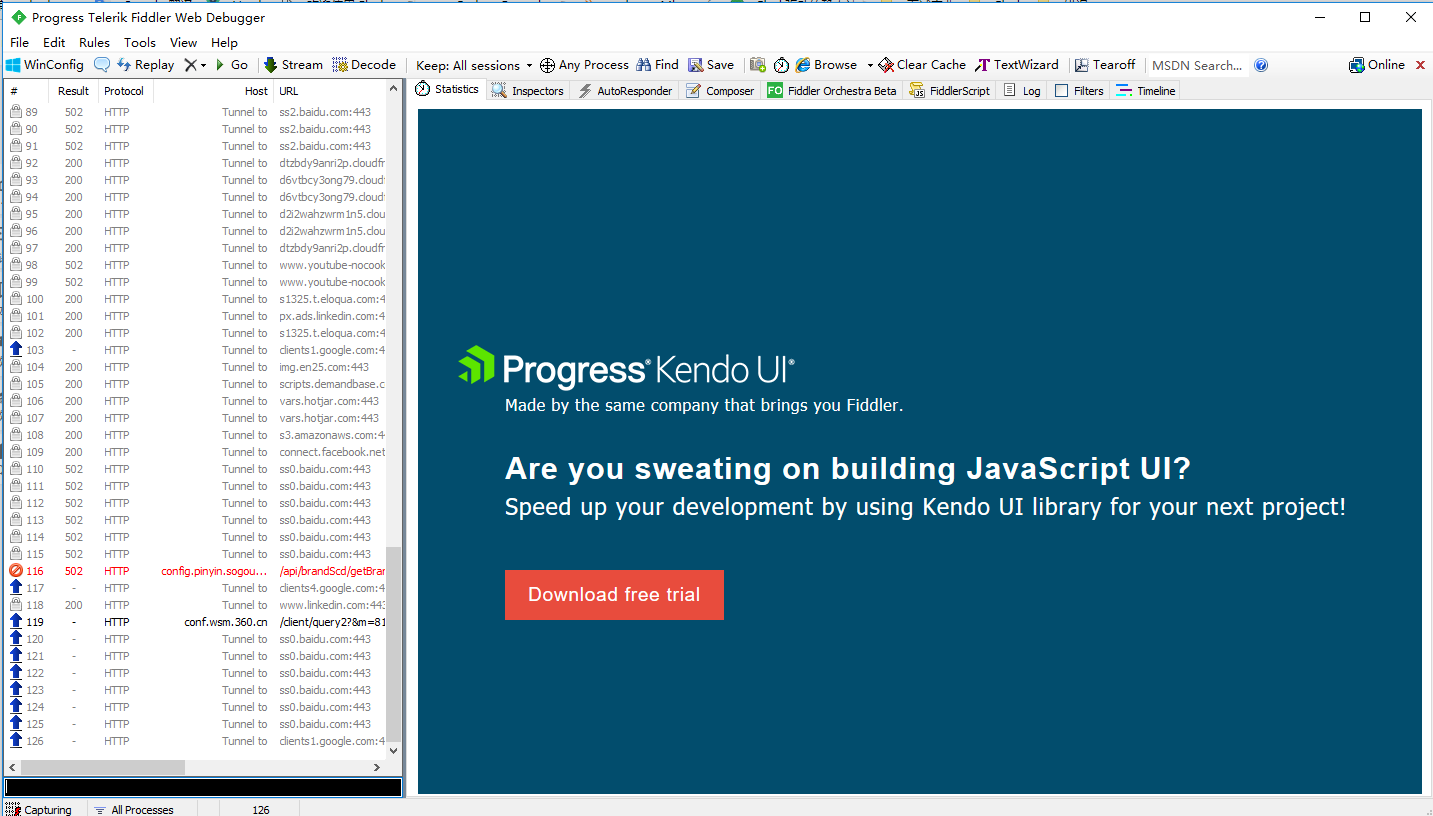 Progress Telerik Fiddler Web Debugger
File Edit Rules Tools View Help
WinConfig Replay Go Stream Decode Keep: All sessions Any Process Find Save Browse Clear Cache TextWizard Tearoff MSDN Search... Online
Statistics Inspectors AutoResponder Composer FO Fiddler Orchestra Beta FiddlerScript Log Filters Timeline
# Result Protocol Host URL
89 502 HTTP Tunnel to ss2.baidu.com:443
90 502 HTTP Tunnel to ss2.baidu.com:443
91 502 HTTP Tunnel to ss2.baidu.com:443
92 200 HTTP Tunnel to dtzbdy9anri2p.cloudfr
93 200 HTTP Tunnel to d6vtbcy3ong79.cloudf
94 200 HTTP Tunnel to d6vtbcy3ong79.cloudf
95 200 HTTP Tunnel to d2i2wahzwrm1n5.clou
96 200 HTTP Tunnel to d2i2wahzwrm1n5.clou
97 200 HTTP Tunnel to dtzbdy9anri2p.cloudfr
98 502 HTTP Tunnel to www.youtube-nocook
99 502 HTTP Tunnel to www.youtube-nocook
100 200 HTTP Tunnel to s1325.t.eloqua.com:4
101 200 HTTP Tunnel to px.ads.linkedin.com:4
102 200 HTTP Tunnel to s1325.t.eloqua.com:4
103 - HTTP Tunnel to clients1.google.com:4
104 200 HTTP Tunnel to img.en25.com:443
105 200 HTTP Tunnel to scripts.demandbase.c
106 200 HTTP Tunnel to vars.hotjar.com:443
107 200 HTTP Tunnel to vars.hotjar.com:443
108 200 HTTP Tunnel to s3.amazonaws.com:4
109 200 HTTP Tunnel to connect.facebook.net
110 502 HTTP Tunnel to ss0.baidu.com:443
111 502 HTTP Tunnel to ss0.baidu.com:443
112 502 HTTP Tunnel to ss0.baidu.com:443
113 502 HTTP Tunnel to ss0.baidu.com:443
114 502 HTTP Tunnel to ss0.baidu.com:443
115 502 HTTP Tunnel to ss0.baidu.com:443
116 502 HTTP config.pinyin.sogou... /api/brandScd/getBrar
117 - HTTP Tunnel to clients4.google.com:4
118 200 HTTP Tunnel to www.linkedin.com:443
119 - HTTP conf.wsm.360.cn /client/query2?&m=81
120 - HTTP Tunnel to ss0.baidu.com:443
121 - HTTP Tunnel to ss0.baidu.com:443
122 - HTTP Tunnel to ss0.baidu.com:443
123 - HTTP Tunnel to ss0.baidu.com:443
124 - HTTP Tunnel to ss0.baidu.com:443
125 - HTTP Tunnel to ss0.baidu.com:443
126 - HTTP Tunnel to clients1.google.com:4
Progress® Kendo UI®
Made by the same company that brings you Fiddler.
Are you sweating on building JavaScript UI?
Speed up your development by using Kendo UI library for your next project!
Download free trial
Capturing All Processes 126